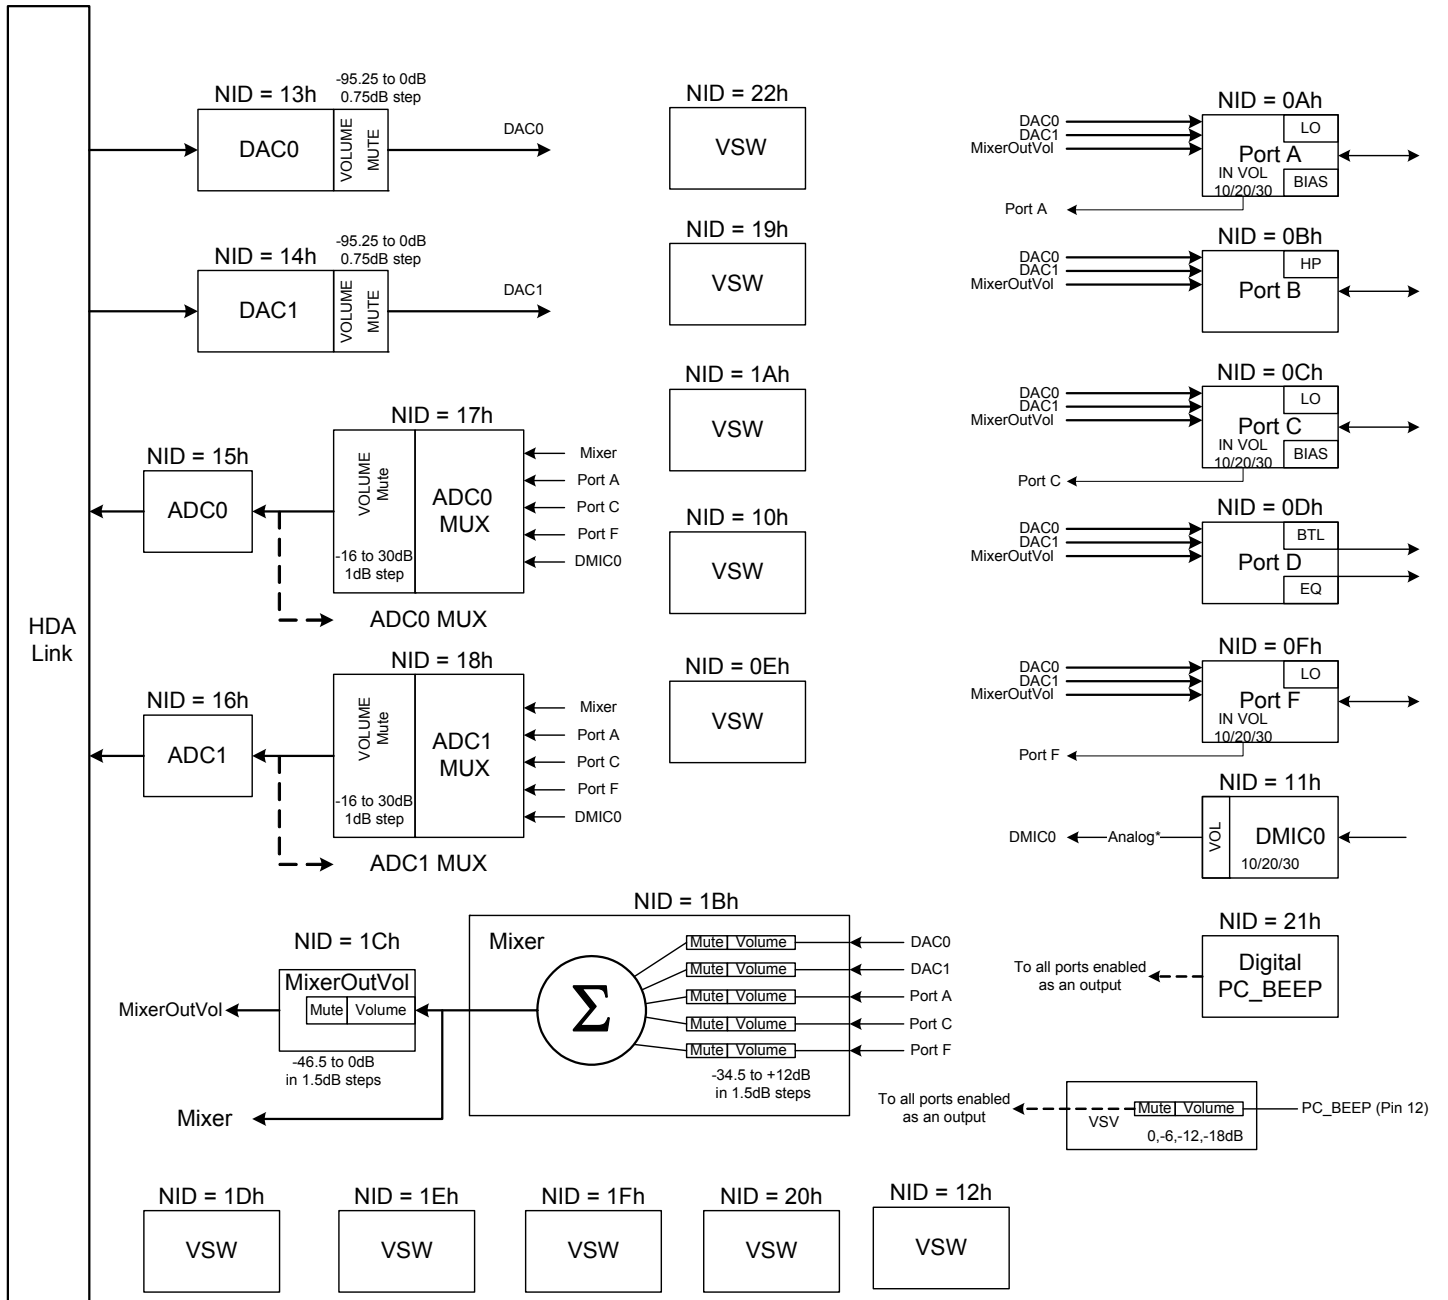 HDA
Link
NID = 13h
-95.25 to 0dB
0.75dB step
DAC0
VOLUME
MUTE
DAC0
NID = 14h
-95.25 to 0dB
0.75dB step
DAC1
VOLUME
MUTE
DAC1
NID = 17h
VOLUME
Mute
-16 to 30dB
1dB step
ADC0
MUX
Mixer
Port A
Port C
Port F
DMIC0
NID = 15h
ADC0
ADC0 MUX
NID = 18h
VOLUME
Mute
-16 to 30dB
1dB step
ADC1
MUX
Mixer
Port A
Port C
Port F
DMIC0
NID = 16h
ADC1
ADC1 MUX
NID = 22h
VSW
NID = 19h
VSW
NID = 1Ah
VSW
NID = 10h
VSW
NID = 0Eh
VSW
NID = 0Ah
DAC0
DAC1
MixerOutVol
LO
Port A
IN VOL
10/20/30
BIAS
Port A
NID = 0Bh
DAC0
DAC1
MixerOutVol
HP
Port B
NID = 0Ch
DAC0
DAC1
MixerOutVol
LO
Port C
IN VOL
10/20/30
BIAS
Port C
NID = 0Dh
DAC0
DAC1
MixerOutVol
BTL
Port D
EQ
NID = 0Fh
DAC0
DAC1
MixerOutVol
LO
Port F
IN VOL
10/20/30
Port F
NID = 11h
DMIC0
Analog*
VOL
DMIC0
10/20/30
NID = 1Bh
Mixer
Σ
Mute Volume
Mute Volume
Mute Volume
Mute Volume
Mute Volume
-34.5 to +12dB
in 1.5dB steps
DAC0
DAC1
Port A
Port C
Port F
NID = 1Ch
MixerOutVol
Mute Volume
-46.5 to 0dB
in 1.5dB steps
MixerOutVol
Mixer
NID = 21h
Digital
PC_BEEP
To all ports enabled
as an output
To all ports enabled
as an output
VSV
Mute Volume
0,-6,-12,-18dB
PC_BEEP (Pin 12)
NID = 1Dh
VSW
NID = 1Eh
VSW
NID = 1Fh
VSW
NID = 20h
VSW
NID = 12h
VSW